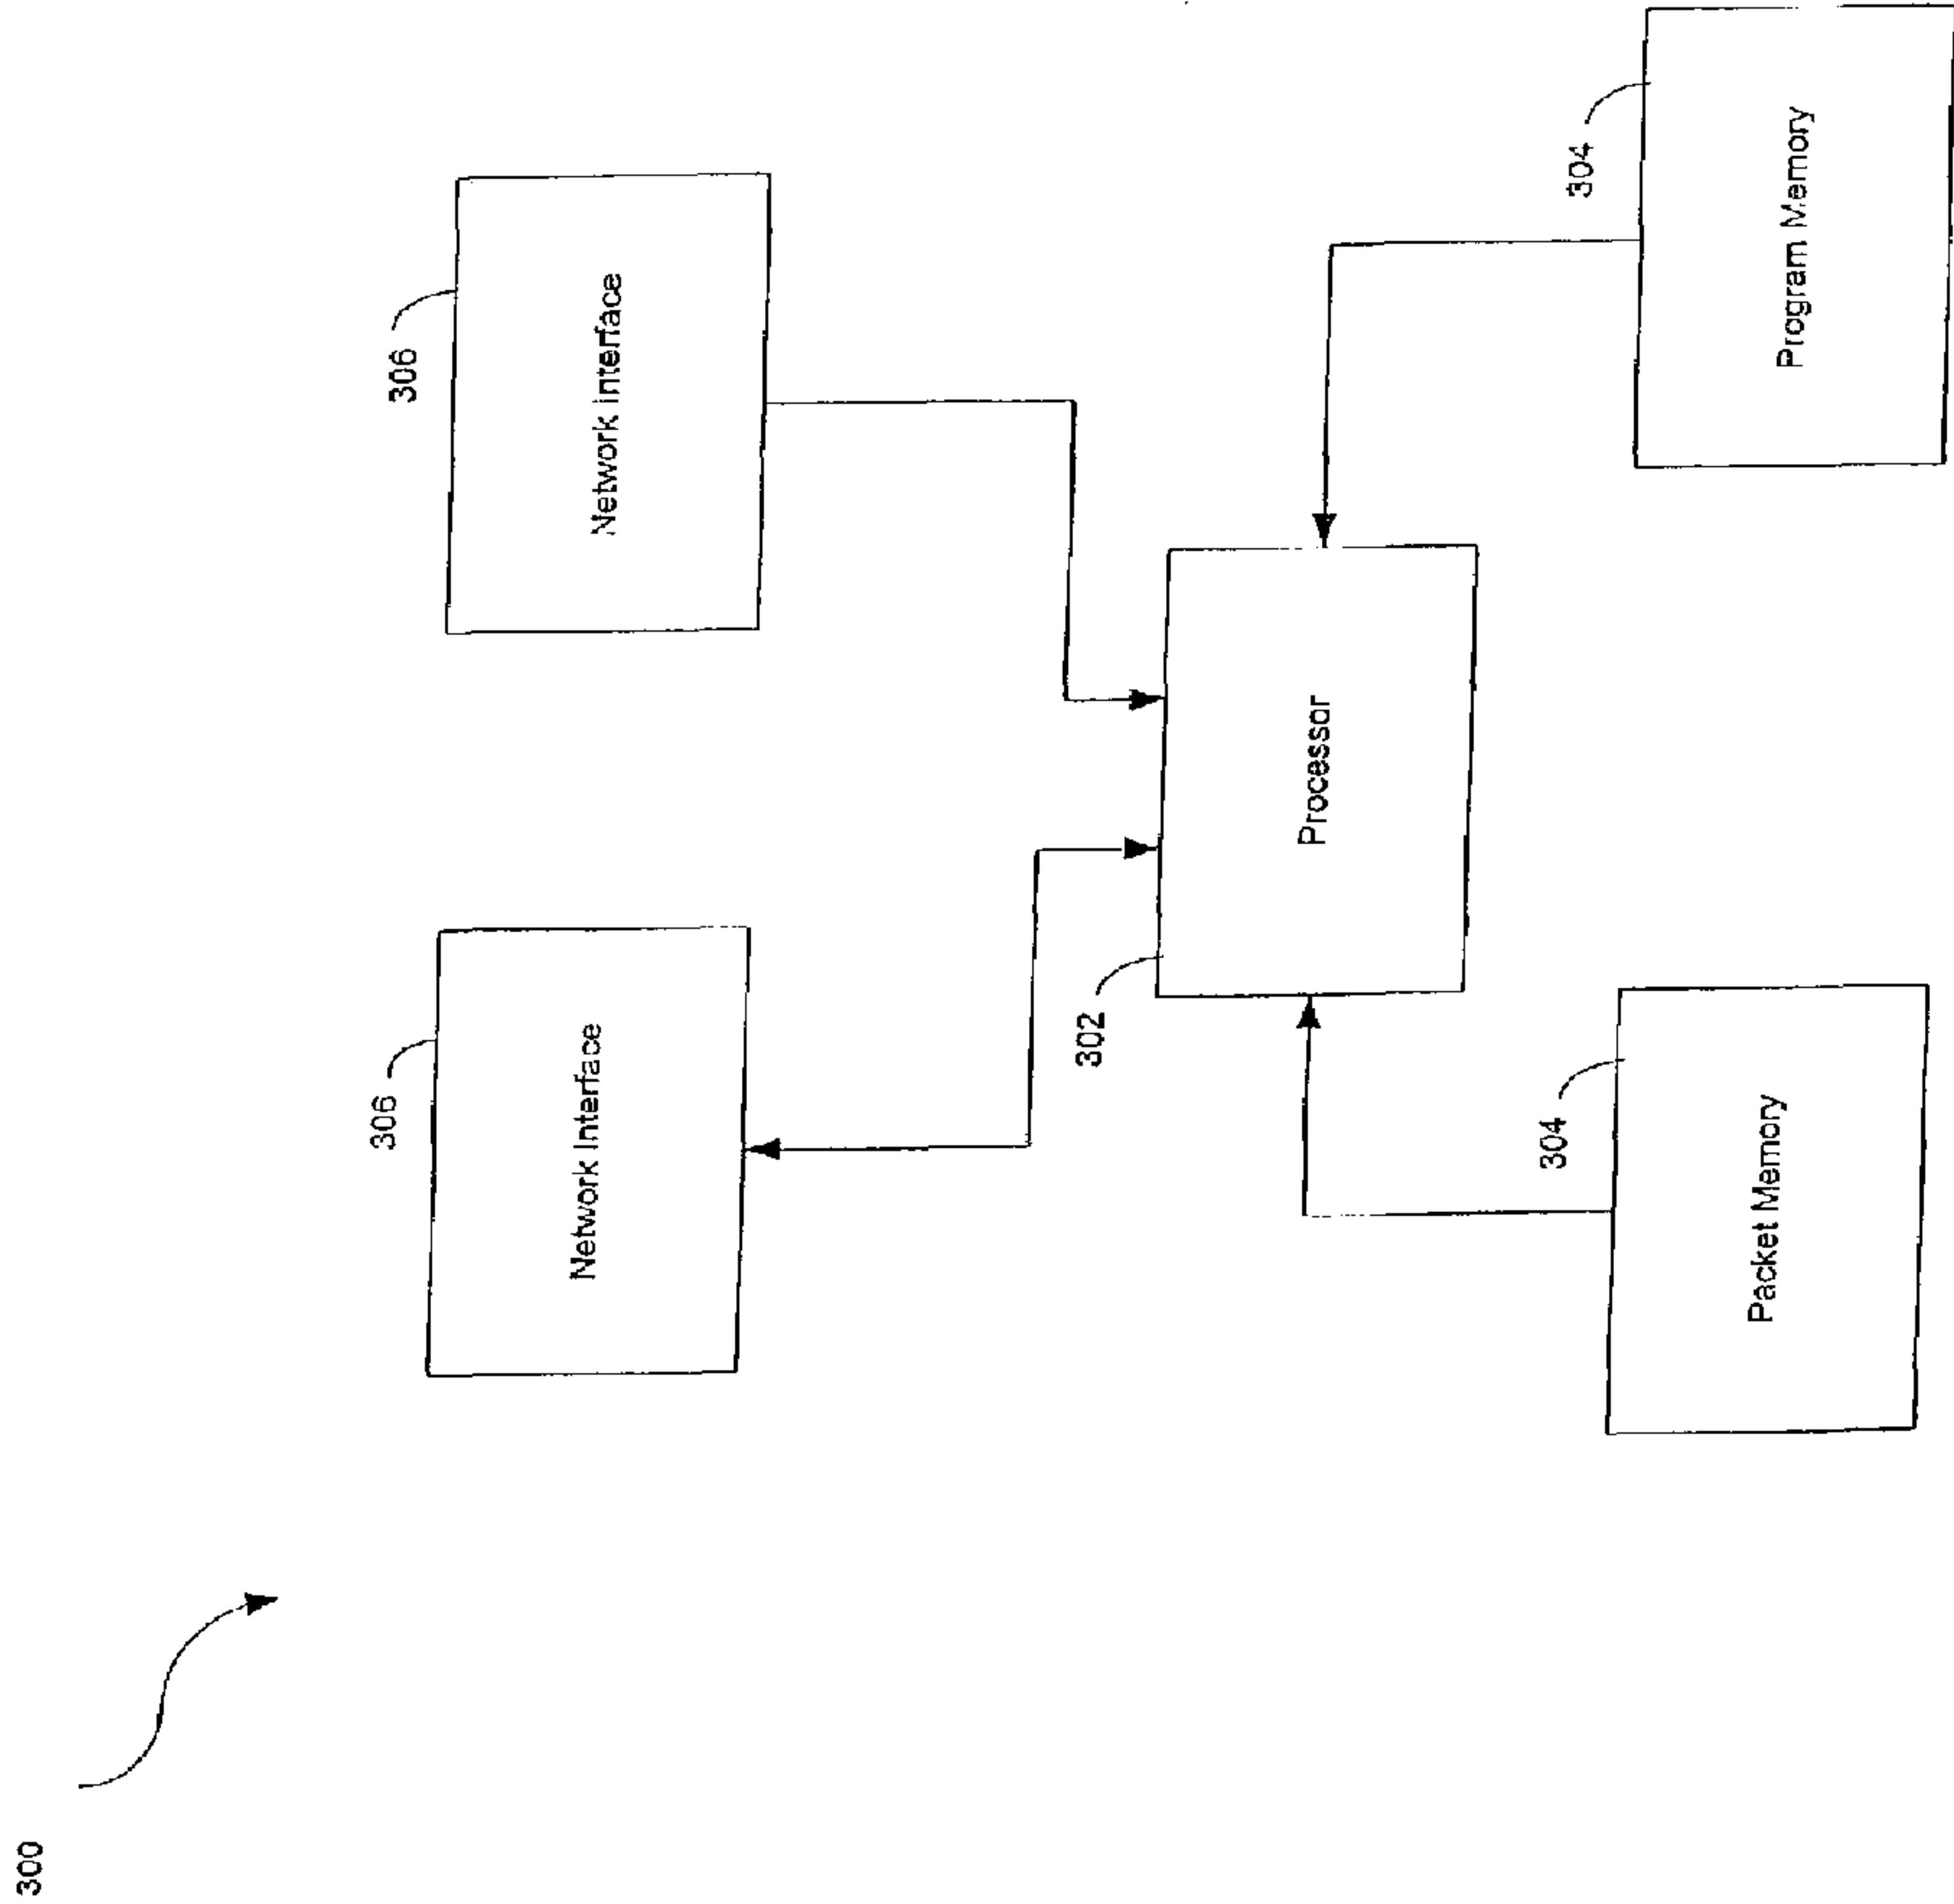 300
306
Network Interface
306
Network Interface
302
Processor
304
Packet Memory
304
Program Memory